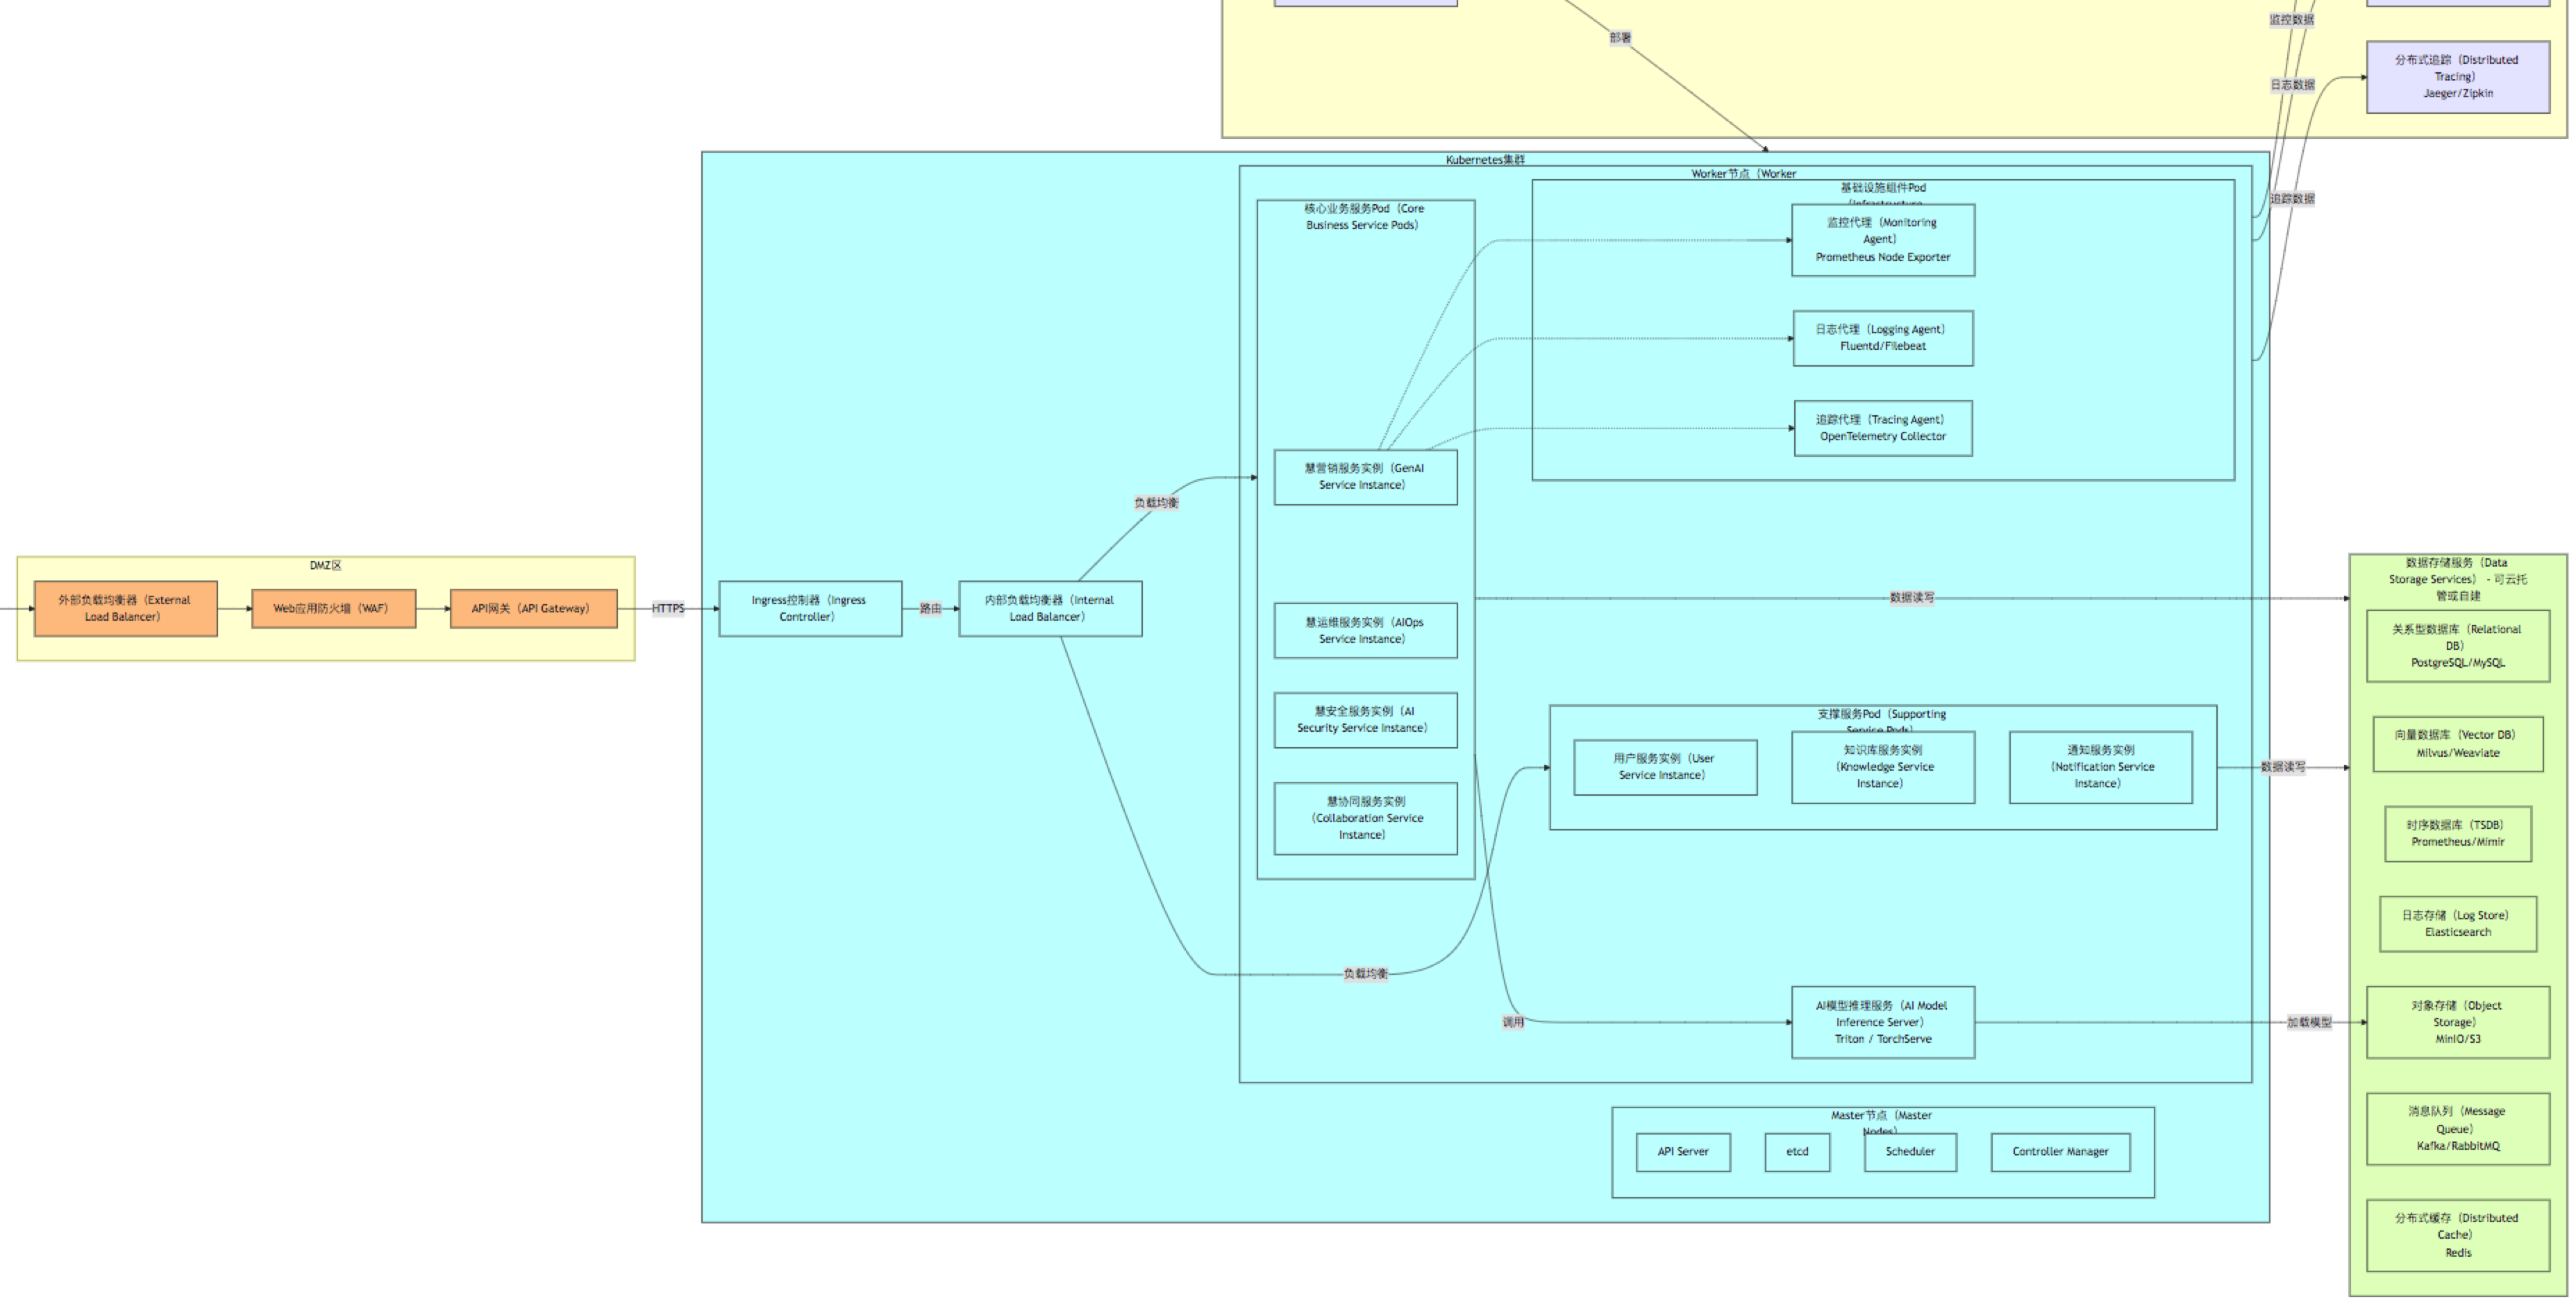 部署
监控数据
日志数据
追踪数据
分布式追踪（Distributed
Tracing）
Jaeger/Zipkin
DMZ区
外部负载均衡器（External
Load Balancer）
Web应用防火墙（WAF）
API网关（API Gateway）
HTTPS
Kubernetes集群
Ingress控制器（Ingress
Controller）
路由
内部负载均衡器（Internal
Load Balancer）
负载均衡
负载均衡
Worker节点（Worker
核心业务服务Pod（Core
Business Service Pods）
慧营销服务实例（GenAI
Service Instance）
慧运维服务实例（AIOps
Service Instance）
慧安全服务实例（AI
Security Service Instance）
慧协同服务实例
（Collaboration Service
Instance）
基础设施组件Pod
（Infrastructure
监控代理（Monitoring
Agent）
Prometheus Node Exporter
日志代理（Logging Agent）
Fluentd/Filebeat
追踪代理（Tracing Agent）
OpenTelemetry Collector
数据读写
支撑服务Pod（Supporting
Service Pods）
用户服务实例（User
Service Instance）
知识库服务实例
（Knowledge Service
Instance）
通知服务实例
（Notification Service
Instance）
数据读写
调用
AI模型推理服务（AI Model
Inference Server）
Triton / TorchServe
加载模型
Master节点（Master
Nodes）
API Server
etcd
Scheduler
Controller Manager
数据存储服务（Data
Storage Services） - 可云托
管或自建
关系型数据库（Relational
DB）
PostgreSQL/MySQL
向量数据库（Vector DB）
Milvus/Weaviate
时序数据库（TSDB）
Prometheus/Mimir
日志存储（Log Store）
Elasticsearch
对象存储（Object
Storage）
MinIO/S3
消息队列（Message
Queue）
Kafka/RabbitMQ
分布式缓存（Distributed
Cache）
Redis